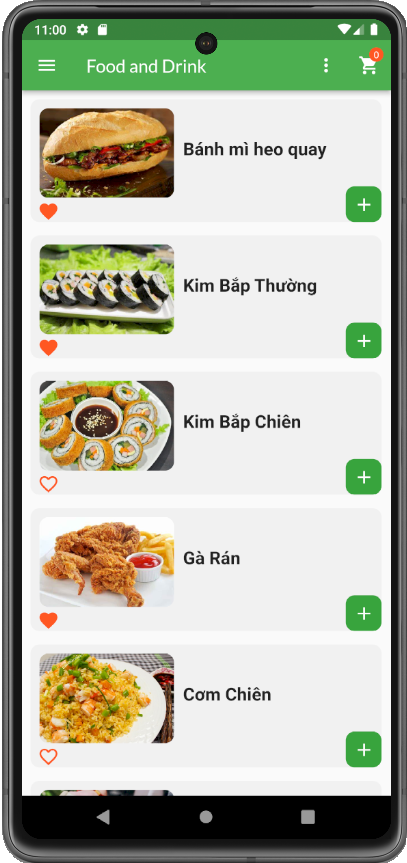 11:00
Food and Drink
0
Bánh mì heo quay
Kim Bắp Thường
Kim Bắp Chiên
Gà Rán
Cơm Chiên